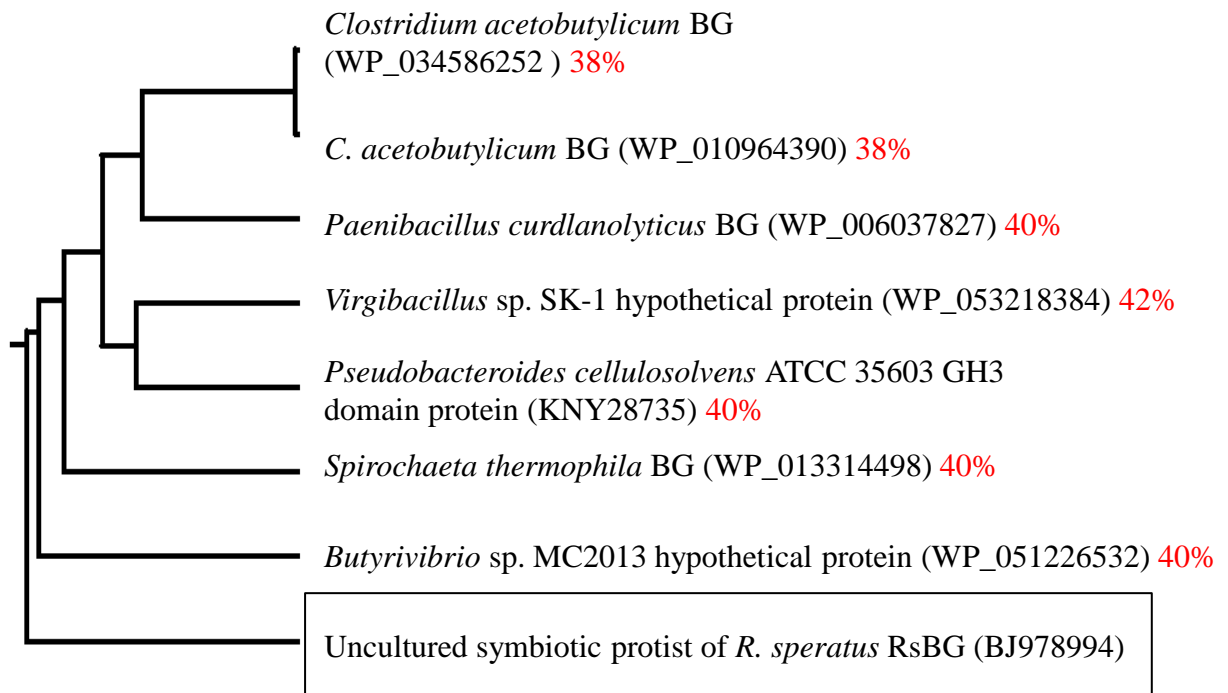 Clostridium acetobutylicum BG
(WP_034586252 ) 38%
C. acetobutylicum BG (WP_010964390) 38%
Paenibacillus curdlanolyticus BG (WP_006037827) 40%
Virgibacillus sp. SK-1 hypothetical protein (WP_053218384) 42%
Pseudobacteroides cellulosolvens ATCC 35603 GH3
domain protein (KNY28735) 40%
Spirochaeta thermophila BG (WP_013314498) 40%
Butyrivibrio sp. MC2013 hypothetical protein (WP_051226532) 40%
Uncultured symbiotic protist of R. speratus RsBG (BJ978994)